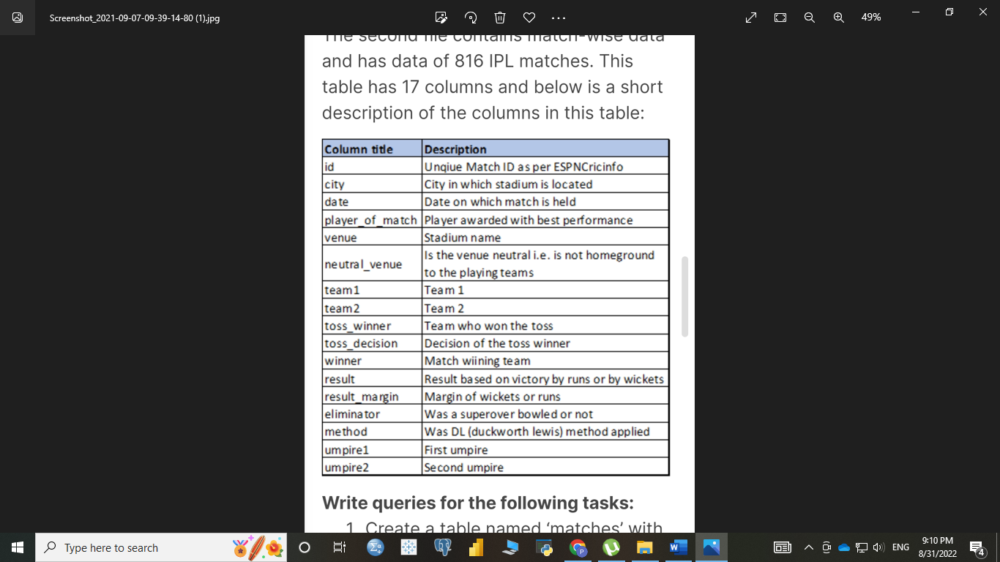 Screenshot_2021-09-07-09-39-14-80 (1).jpg
49%
The second file contains match-wise data
and has data of 816 IPL matches. This
table has 17 columns and below is a short
description of the columns in this table:
Column title Description
id Unqiue Match ID as per ESPNCricinfo
city City in which stadium is located
date Date on which match is held
player_of_match Player awarded with best performance
venue Stadium name
neutral_venue Is the venue neutral i.e. is not homeground
to the playing teams
team1 Team 1
team2 Team 2
toss_winner Team who won the toss
toss_decision Decision of the toss winner
winner Match wiining team
result Result based on victory by runs or by wickets
result_margin Margin of wickets or runs
eliminator Was a superover bowled or not
method Was DL (duckworth lewis) method applied
umpire1 First umpire
umpire2 Second umpire
Write queries for the following tasks:
1. Create a table named ‘matches’ with
Type here to search
ENG
9:10 PM
8/31/2022
4